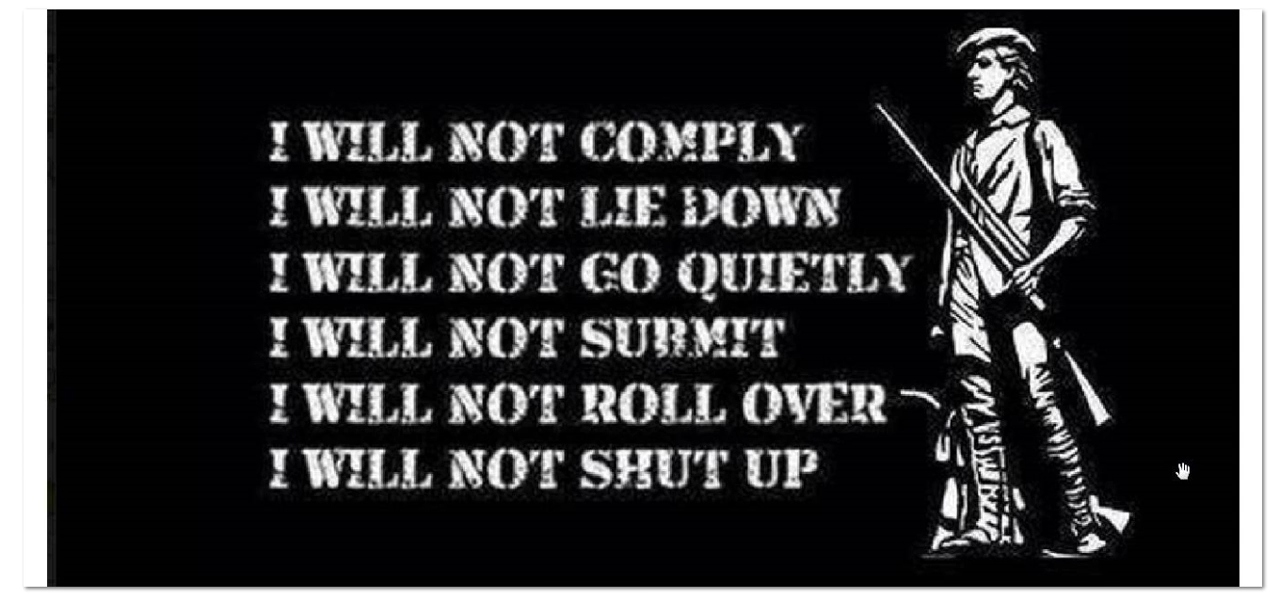 I WILL NOT COMPLY
I WILL NOT LIE DOWN
I WILL NOT GO QUIETLY
I WILL NOT SUBMIT
I WILL NOT ROLL OVER
I WILL NOT SHUT UP